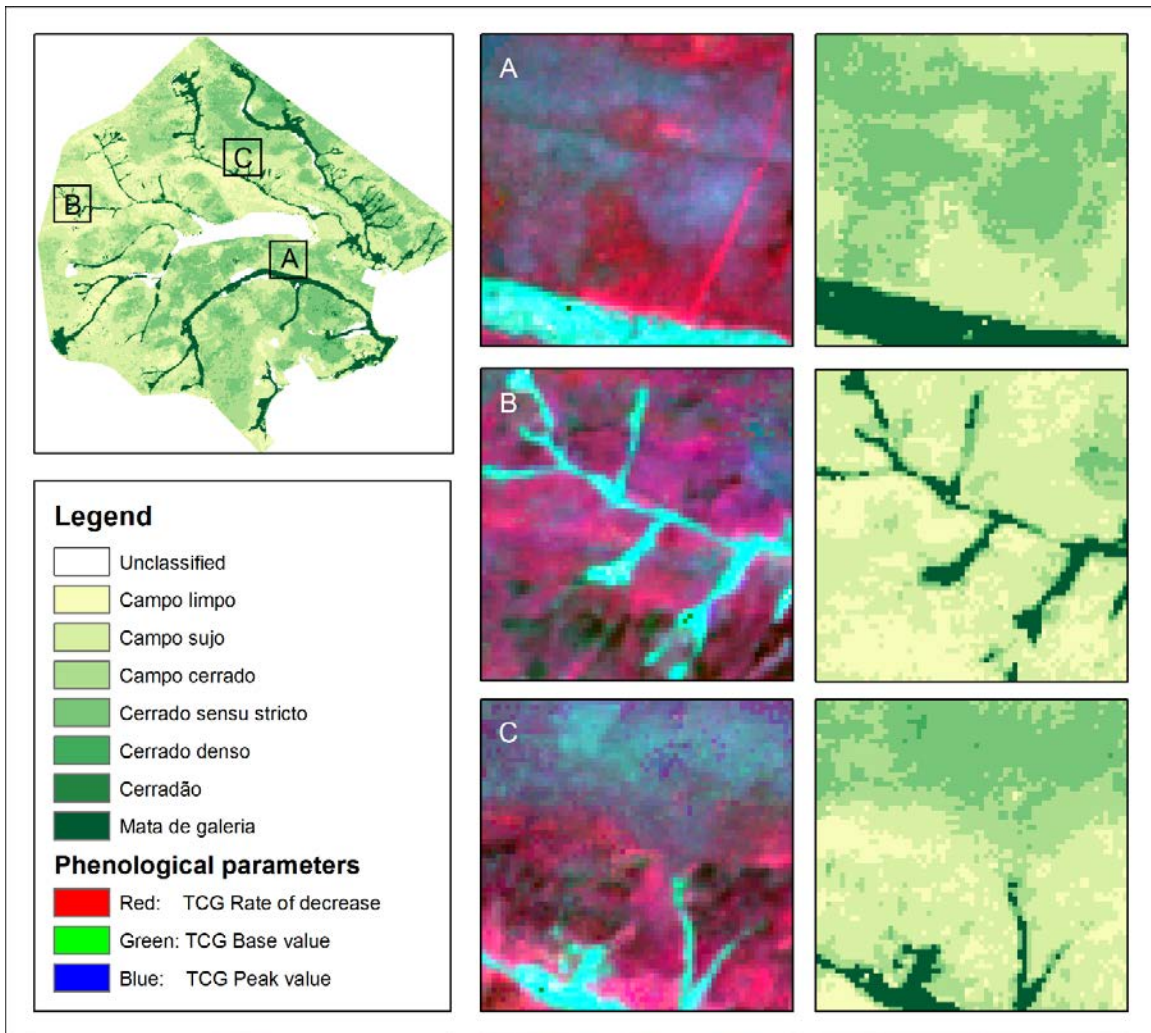 C
B
A
Legend
Unclassified
Campo limpo
Campo sujo
Campo cerrado
Cerrado sensu stricto
Cerrado denso
Cerradão
Mata de galeria
Phenological parameters
Red: TCG Rate of decrease
Green: TCG Base value
Blue: TCG Peak value
A
B
C